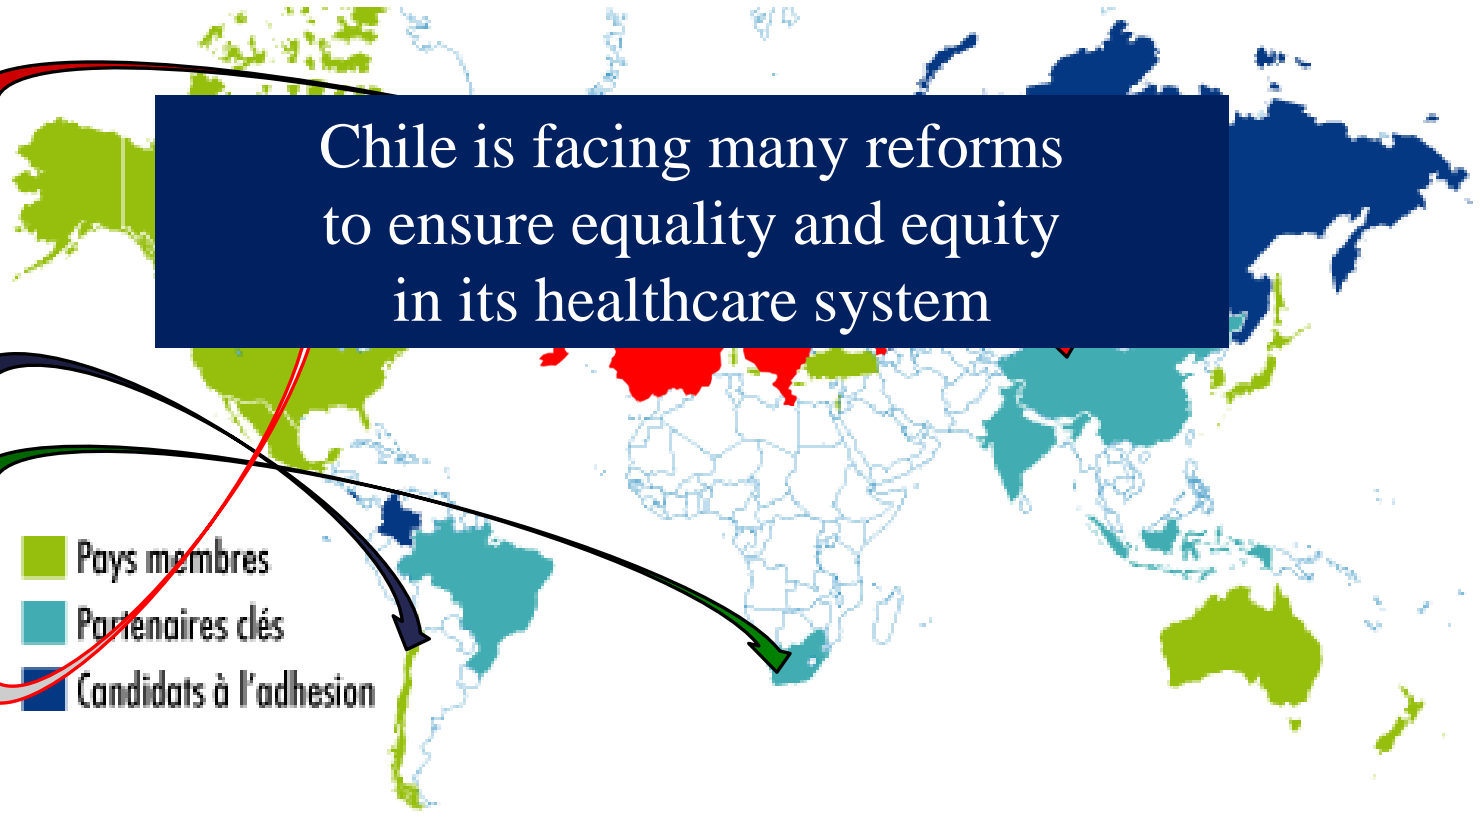 Chile is facing many reforms
to ensure equality and equity
in its healthcare system
Pays membres
Partenaires clés
Candidats à l'adhesion